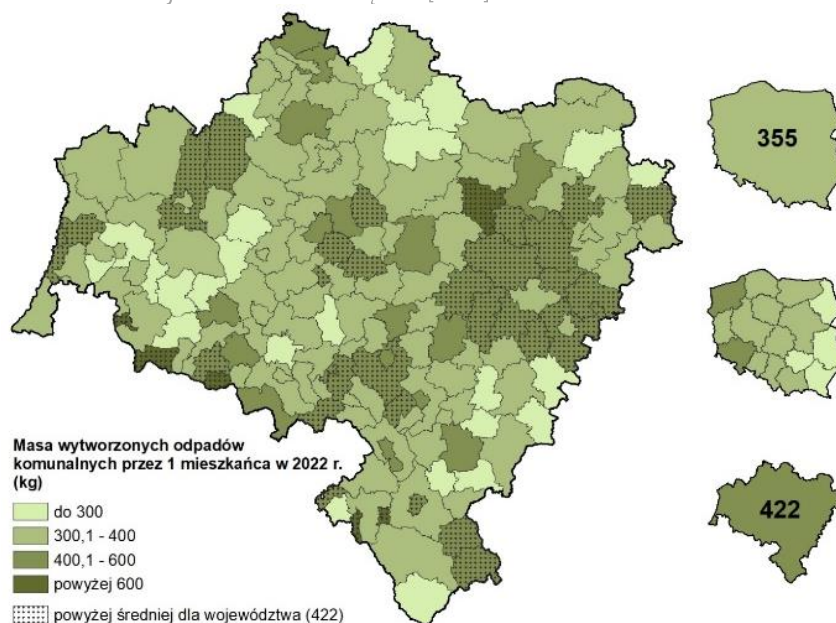 355
Masa wytworzonych odpadów
komunalnych przez 1 mieszkańca w 2022 r.
(kg)
do 300
300,1 - 400
400,1 - 600
powyżej 600
powyżej średniej dla województwa (422)
422